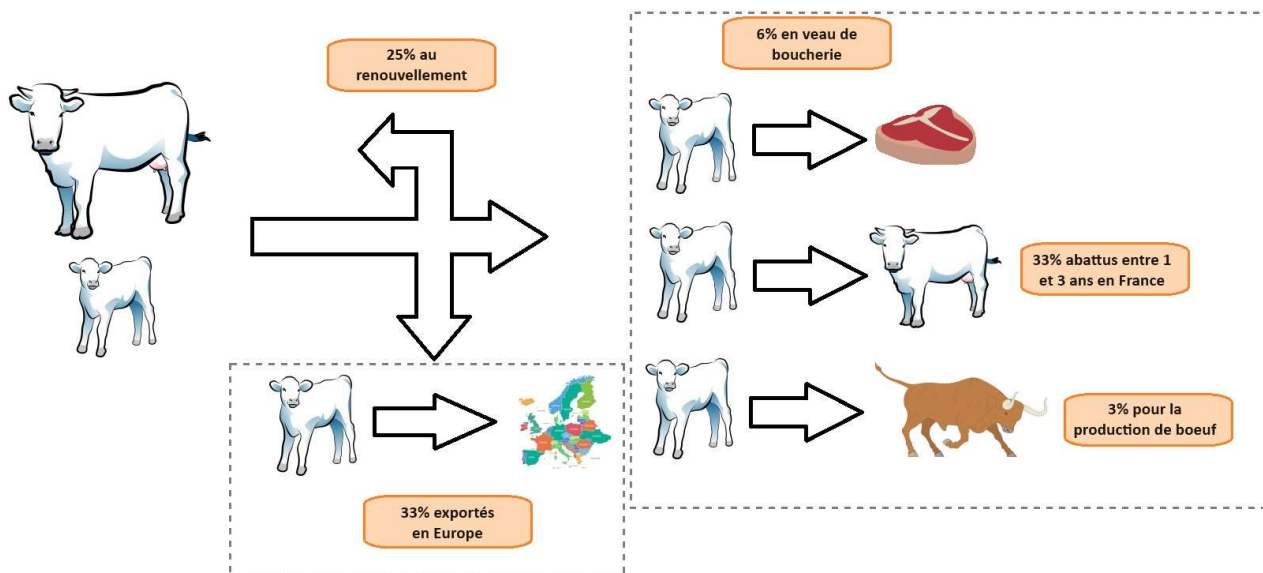 25% au
renouvellement
6% en veau de
boucherie
33% abattus entre 1
et 3 ans en France
3% pour la
production de boeuf
33% exportés
en Europe